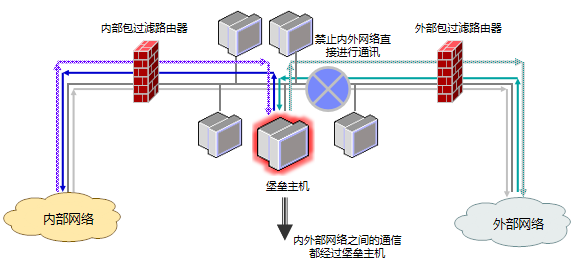 内部包过滤路由器
禁止内外网络直
接进行通讯
外部包过滤路由器
堡垒主机
内部网络
外部网络
内外部网络之间的通信
都经过堡垒主机